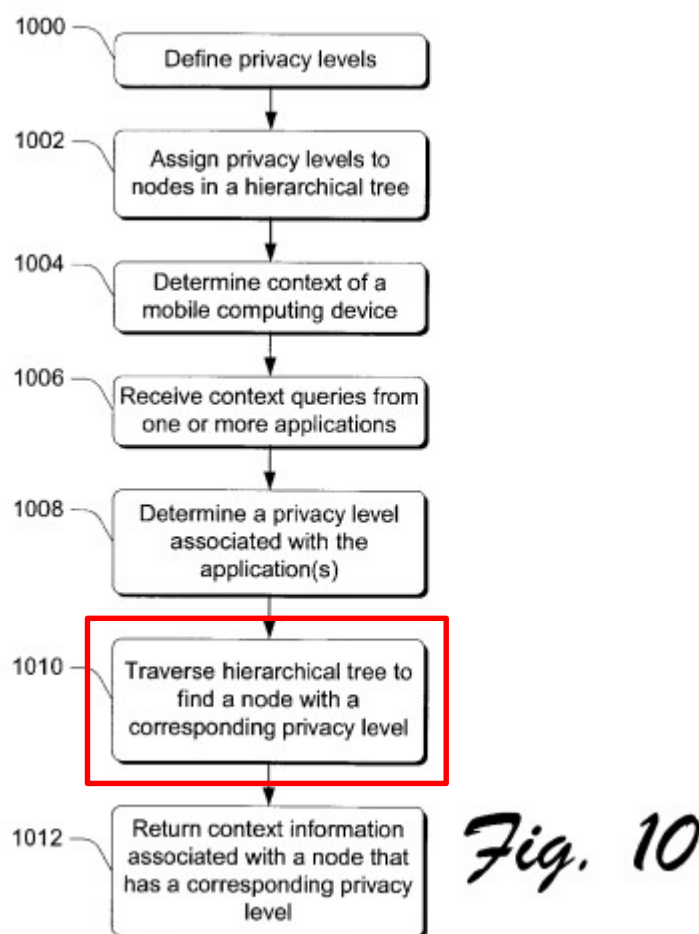 1000
Define privacy levels
1002
Assign privacy levels to
nodes in a hierarchical tree
1004
Determine context of a
mobile computing device
1006
Receive context queries from
one or more applications
1008
Determine a privacy level
associated with the
application(s)
1010
Traverse hierarchical tree to
find a node with a
corresponding privacy level
1012
Return context information
associated with a node that
has a corresponding privacy
level
Fig. 10